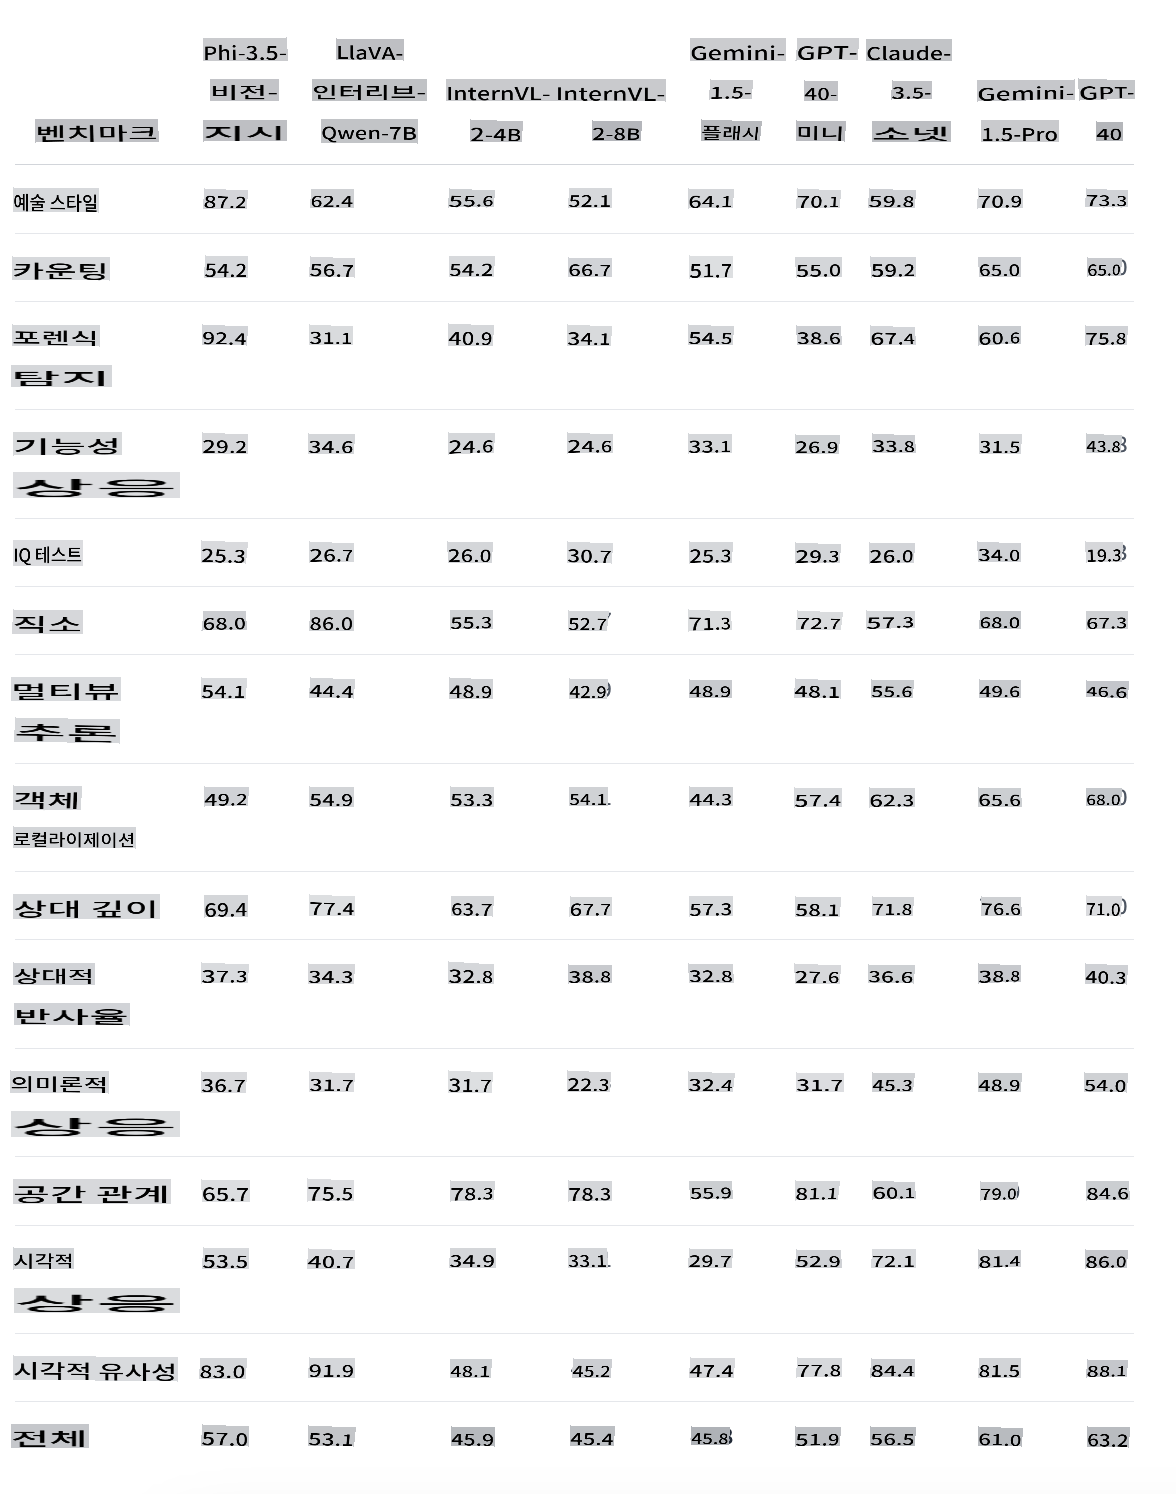 Phi-3.5- LlaVA- Gemini- GPT- Claude-
비전- 인터리브- InternVL- InternVL- 1.5- 40- 3.5- Gemini- GPT-
벤치마크 지시 Qwen-7B 2-4B 2-8B 플래시 미니 소넷 1.5-Pro 40
예술 스타일 87.2 62.4 55.6 52.1 64.1 70.1 59.8 70.9 73.3
카운팅 54.2 56.7 54.2 66.7 51.7 55.0 59.2 65.0 65.0
포렌식 92.4 31.1 40.9 34.1 54.5 38.6 67.4 60.6 75.8
탐지
기능성 29.2 34.6 24.6 24.6 33.1 26.9 33.8 31.5 43.8
상응
IQ 테스트 25.3 26.7 26.0 30.7 25.3 29.3 26.0 34.0 19.3
직소 68.0 86.0 55.3 52.7 71.3 72.7 57.3 68.0 67.3
멀티뷰 54.1 44.4 48.9 42.9 48.9 48.1 55.6 49.6 46.6
추론
객체 49.2 54.9 53.3 54.1 44.3 57.4 62.3 65.6 68.0
로컬라이제이션
상대 깊이 69.4 77.4 63.7 67.7 57.3 58.1 71.8 76.6 71.0
상대적 37.3 34.3 32.8 38.8 32.8 27.6 36.6 38.8 40.3
반사율
의미론적 36.7 31.7 31.7 22.3 32.4 31.7 45.3 48.9 54.0
상응
공간 관계 65.7 75.5 78.3 78.3 55.9 81.1 60.1 79.0 84.6
시각적 53.5 40.7 34.9 33.1 29.7 52.9 72.1 81.4 86.0
상응
시각적 유사성 83.0 91.9 48.1 45.2 47.4 77.8 84.4 81.5 88.1
전체 57.0 53.1 45.9 45.4 45.8 51.9 56.5 61.0 63.2